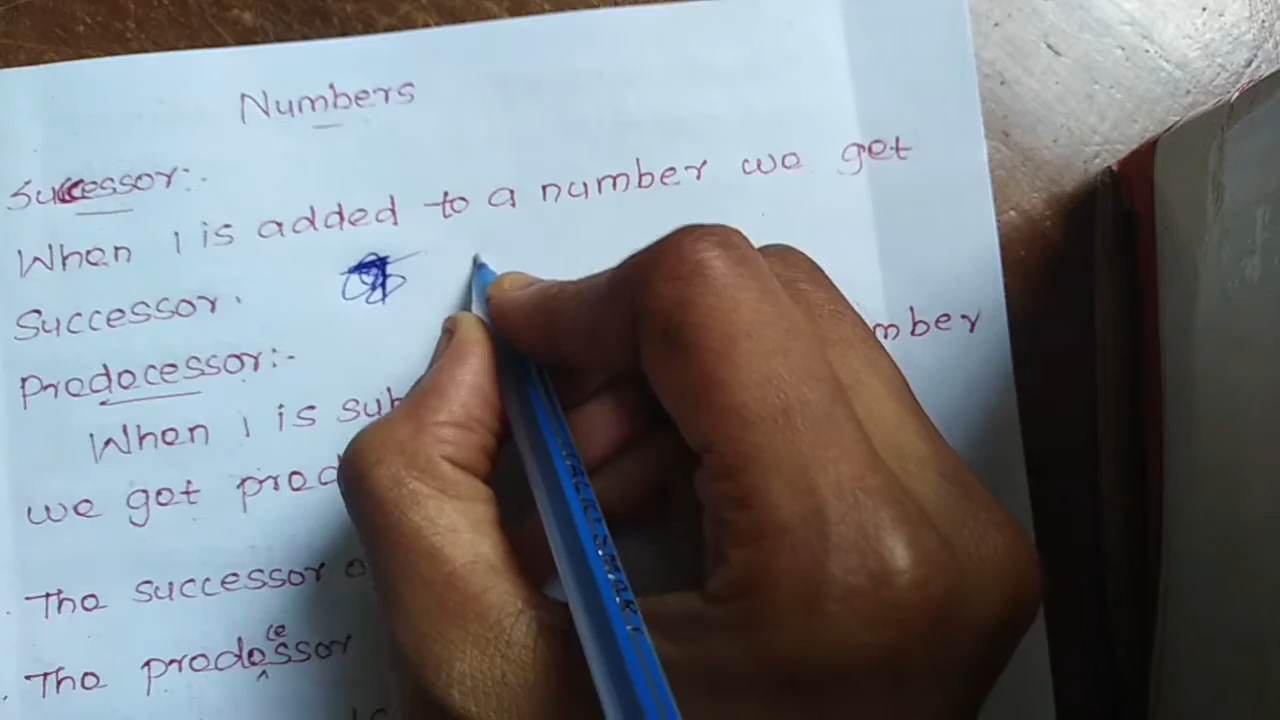 Numbers
Successor:-
When 1 is added to a number we get
Successor.
Predecessor:-
When 1 is sub mber
we get pred
The successor o
The predessor
ce